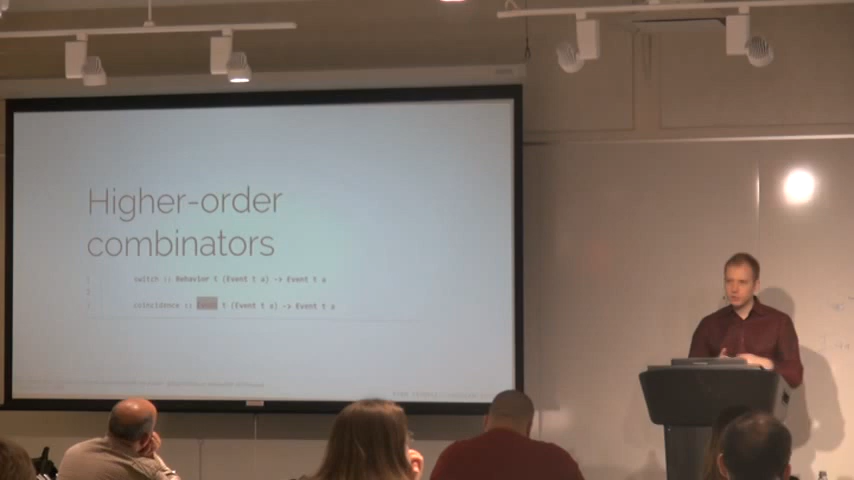 Higher-order
combinators
1 switch :: Behavior t (Event t a) -> Event t a
2
3 coincidence :: Event t (Event t a) -> Event t a